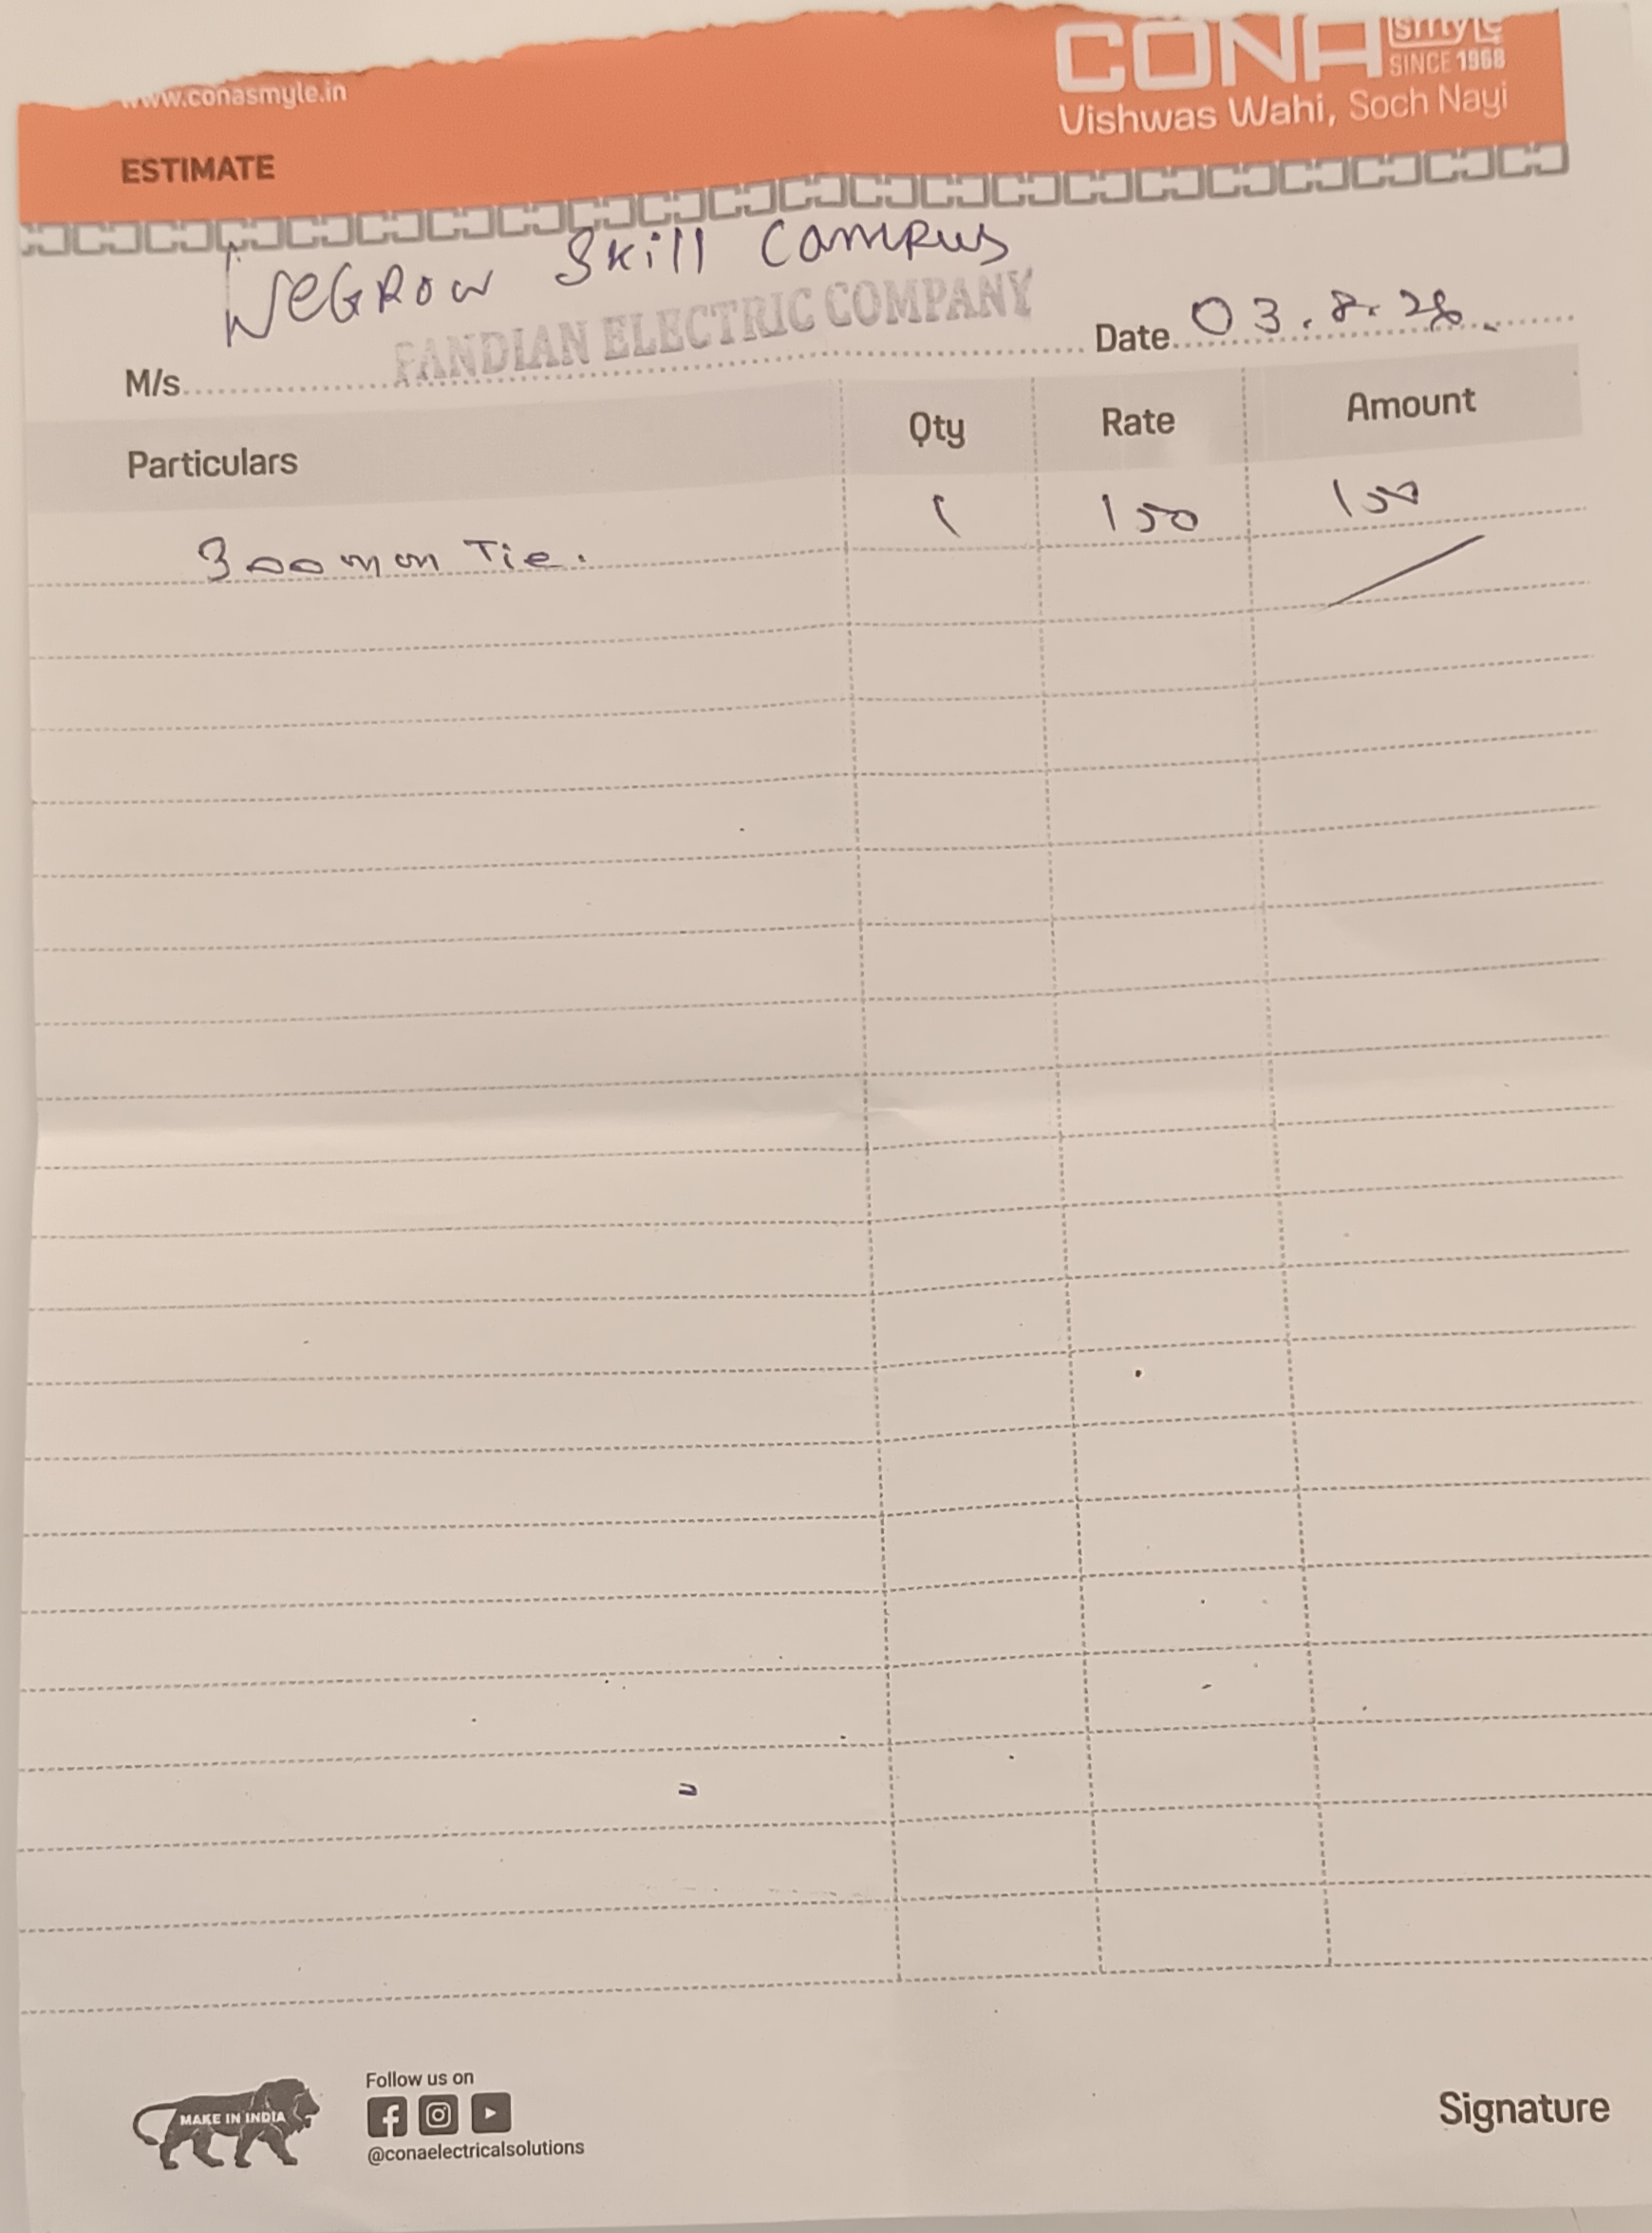 www.conasmyle.in
CONA smyle
SINCE 1968
Vishwas Wahi, Soch Nayi
ESTIMATE
WeGROW Skill Campus
PANDIAN ELECTRIC COMPANY
M/s. Date 03.8.26
Particulars Qty Rate Amount
300mm Tie. 1 150 150
MAKE IN INDIA
Follow us on
@conaelectricalsolutions
Signature